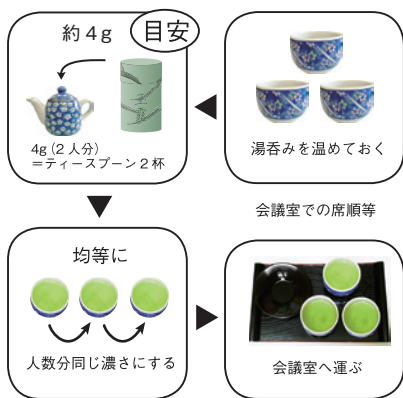 約4g
目安
4g(2人分)
=ティースプーン2杯
湯呑みを温めておく
会議室での席順等
均等に
人数分同じ濃さにする
会議室へ運ぶ